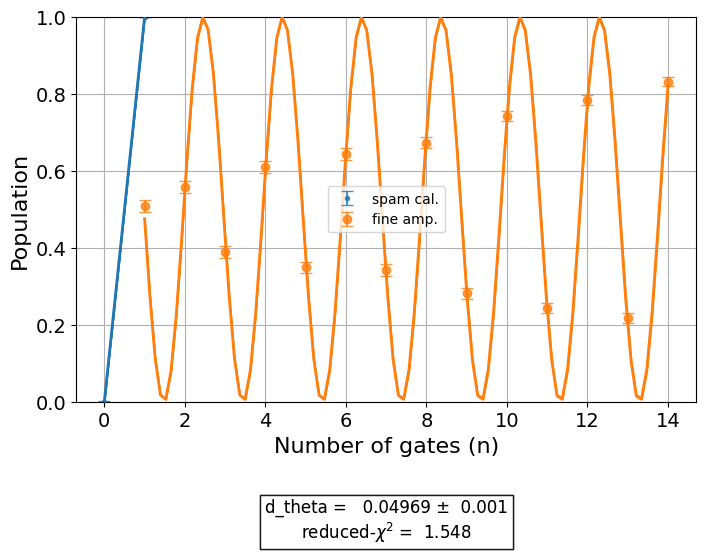 1.0
0.8
0.6
0.4
0.2
0.0
Population
spam cal.
fine amp.
0 2 4 6 8 10 12 14
Number of gates (n)
d_theta = 0.04969 ± 0.001
reduced-χ² = 1.548